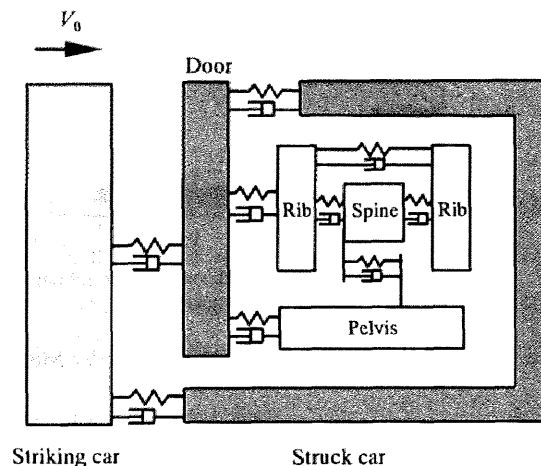 V₀
Door
Rib
Spine
Rib
Pelvis
Striking car
Struck car